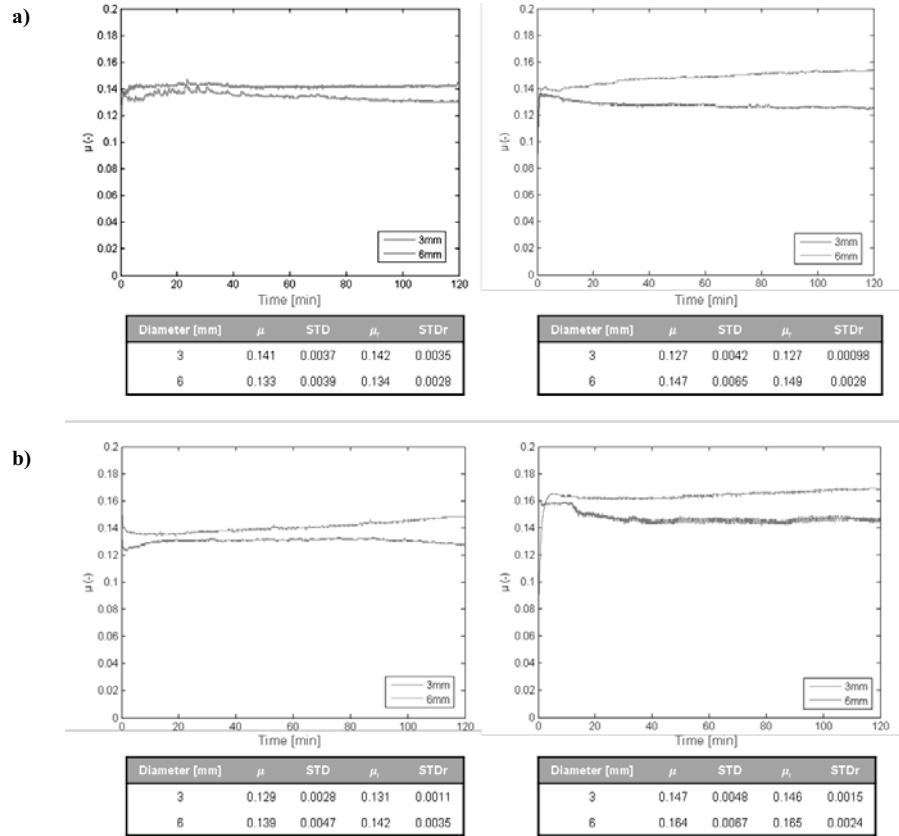 a)
0.2
0.18
0.16
0.14
0.12
0.1
0.08
0.06
0.04
0.02
0
μ (-)
0 20 40 60 80 100 120
Time [min]
3mm
6mm
0.2
0.18
0.16
0.14
0.12
0.1
0.08
0.06
0.04
0.02
0
μ (-)
0 20 40 60 80 100 120
Time [min]
3mm
6mm
Diameter [mm] μ STD μr STDr
3 0.141 0.0037 0.142 0.0035
6 0.133 0.0039 0.134 0.0028
Diameter [mm] μ STD μr STDr
3 0.127 0.0042 0.127 0.00098
6 0.147 0.0065 0.149 0.0028
b)
0.2
0.18
0.16
0.14
0.12
0.1
0.08
0.06
0.04
0.02
0
μ (-)
0 20 40 60 80 100 120
Time [min]
3mm
6mm
0.2
0.18
0.16
0.14
0.12
0.1
0.08
0.06
0.04
0.02
0
μ (-)
0 20 40 60 80 100 120
Time [min]
3mm
6mm
Diameter [mm] μ STD μr STDr
3 0.129 0.0028 0.131 0.0011
6 0.139 0.0047 0.142 0.0035
Diameter [mm] μ STD μr STDr
3 0.147 0.0048 0.146 0.0015
6 0.164 0.0067 0.165 0.0024